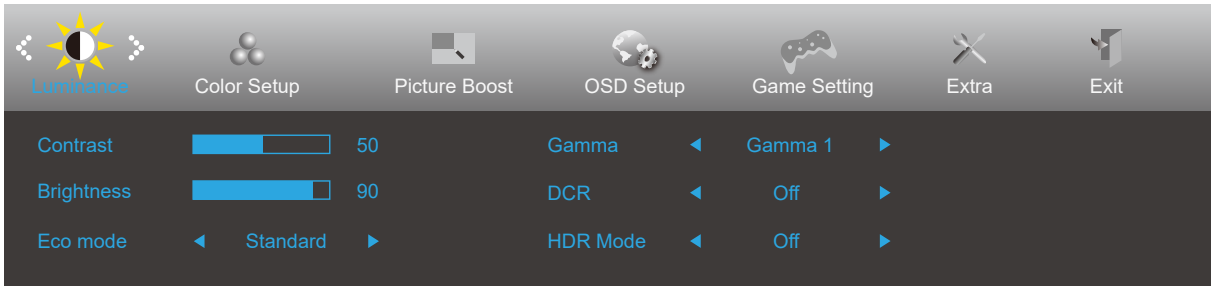 Luminance Color Setup Picture Boost OSD Setup Game Setting Extra Exit
Contrast 50 Gamma Gamma 1
Brightness 90 DCR Off
Eco mode Standard HDR Mode Off